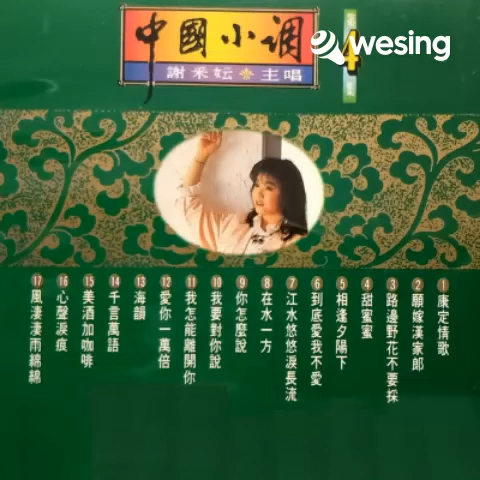 中國小調
謝采妘 主唱
第
4
集
wesing
1 康定情歌
2 願嫁漢家郎
3 路邊野花不要採
4 甜蜜蜜
5 相逢夕陽下
6 到底愛我不愛
7 江水悠悠淚長流
8 在水一方
9 你怎麼說
10 我要對你說
11 我怎能離開你
12 愛你一萬倍
13 海韻
14 千言萬語
15 美酒加咖啡
16 心聲淚痕
17 風淒淒雨綿綿